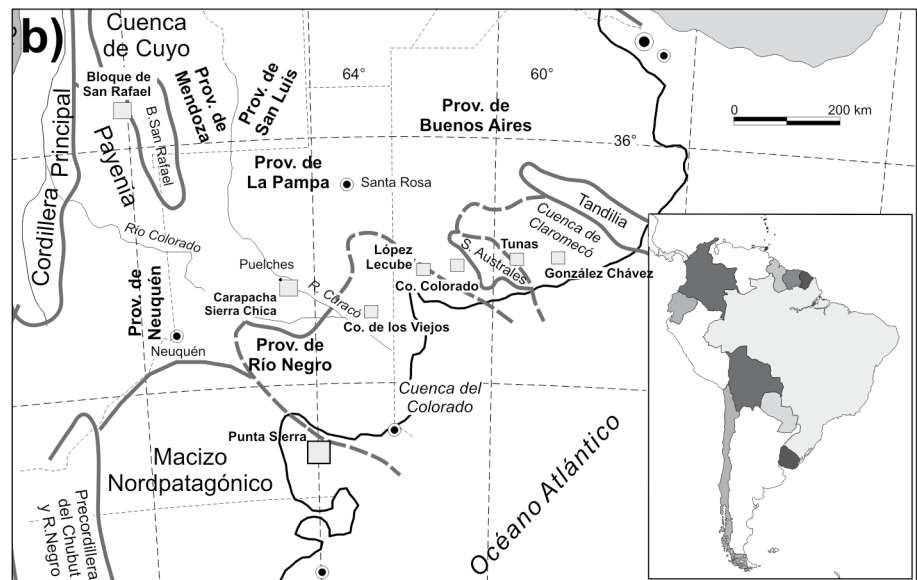 b)
Cuenca
de Cuyo
Bloque de
San Rafael
B.San Rafael
Prov. de
Mendoza
Prov. de
San Luis
64°
60°
0
200 km
Prov. de
Buenos Aires
36°
Cordillera Principal
Payenia
Prov. de
La Pampa
Santa Rosa
Tandilia
Cuenca de
Claromecó
Río Colorado
López
Lecube
S. Australes
Tunas
González Chávez
Puelches
Co. Colorado
Prov. de
Neuquén
Carapacha
Sierra Chica
R. Curacó
Co. de los Viejos
Neuquén
Prov. de
Río Negro
Cuenca del
Colorado
Punta Sierra
Macizo
Nordpatagónico
Océano Atlántico
Precordillera
del Chubut
y R.Negro